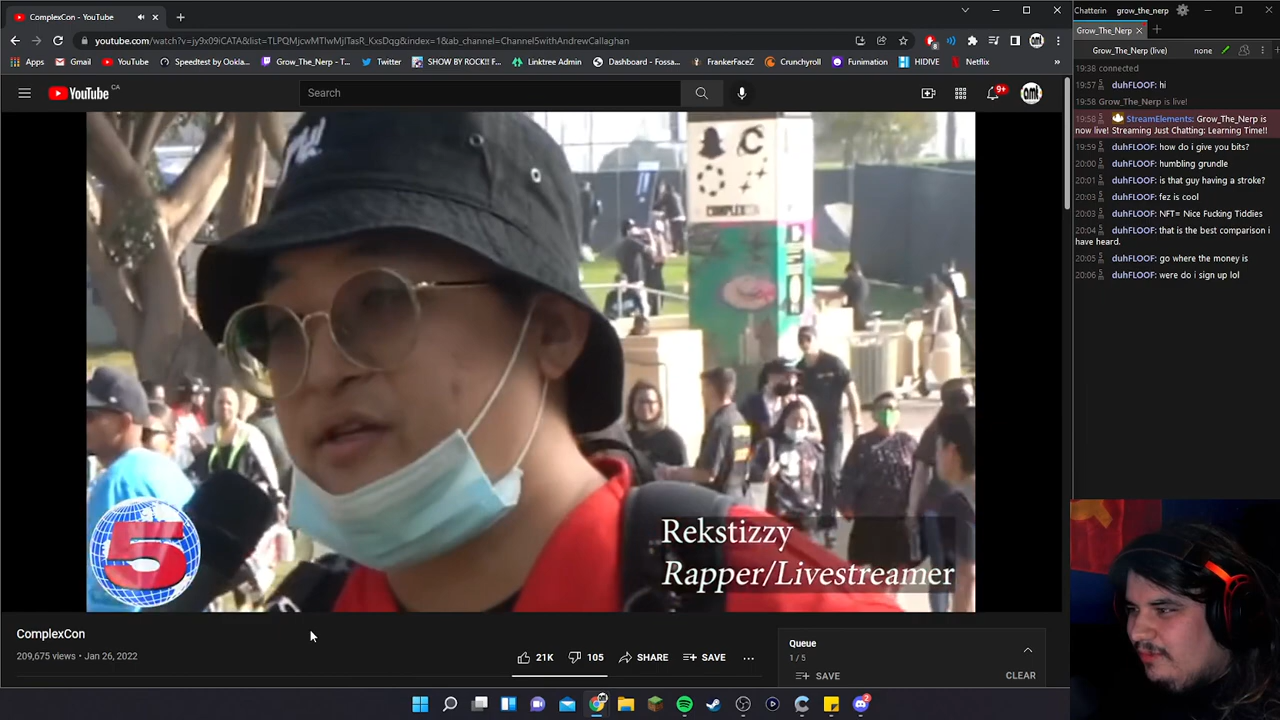 ComplexCon - YouTube
Chatterin
grow_the_nerp
youtube.com/watch?v=jy9x09iCATA&list=TLPQMjcwMTIwMjITasR_KxsDqg&index=1&ab_channel=Channel5withAndrewCallaghan
Grow_The_Nerp
Grow_The_Nerp (live)
none
Apps
Gmail
YouTube
Speedtest by Ookla...
Grow_The_Nerp - T...
Twitter
SHOW BY ROCK!! F...
Linktree Admin
Dashboard - Fossa...
FrankerFaceZ
Crunchyroll
Funimation
HIDIVE
Netflix
»
YouTube CA
Search
9+
19:38 connected
19:57 duhFLOOF: hi
19:58 Grow_The_Nerp is live!
19:58 StreamElements: Grow_The_Nerp is
now live! Streaming Just Chatting: Learning Time!!
19:59 duhFLOOF: how do i give you bits?
20:00 duhFLOOF: humbling grundle
20:01 duhFLOOF: is that guy having a stroke?
20:03 duhFLOOF: fez is cool
20:03 duhFLOOF: NFT= Nice Fucking Tiddies
20:04 duhFLOOF: that is the best comparison i
have heard.
20:05 duhFLOOF: go where the money is
20:06 duhFLOOF: were do i sign up lol
COMPLEXCON
5
Rekstizzy
Rapper/Livestreamer
ComplexCon
209,675 views • Jan 26, 2022
21K
105
SHARE
SAVE
...
Queue
1 / 5
SAVE
CLEAR
2